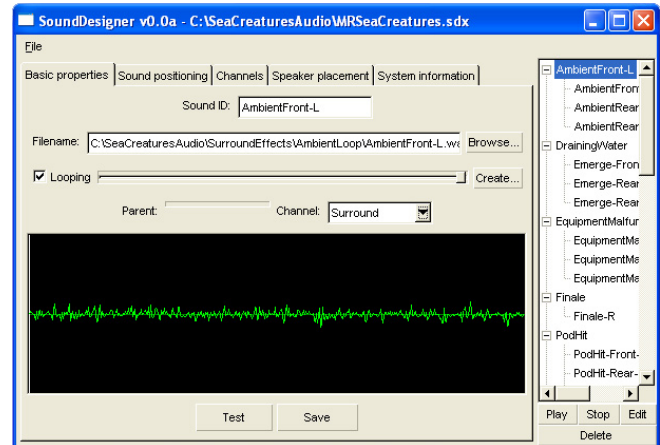 SoundDesigner v0.0a - C:\SeaCreaturesAudio\MRSeaCreatures.sdx
File
Basic properties Sound positioning Channels Speaker placement System information
Sound ID: AmbientFront-L
Filename: C:\SeaCreaturesAudio\SurroundEffects\AmbientLoop\AmbientFront-L.wa Browse...
Looping Create...
Parent: Channel: Surround
Test Save
AmbientFront-L
AmbientFron
AmbientRear
AmbientRear
DrainingWater
Emerge-Fron
Emerge-Rear
Emerge-Rear
EquipmentMalfun
EquipmentMa
EquipmentMa
EquipmentMa
Finale
Finale-R
PodHit
PodHit-Front-
PodHit-Rear-
Play Stop Edit
Delete